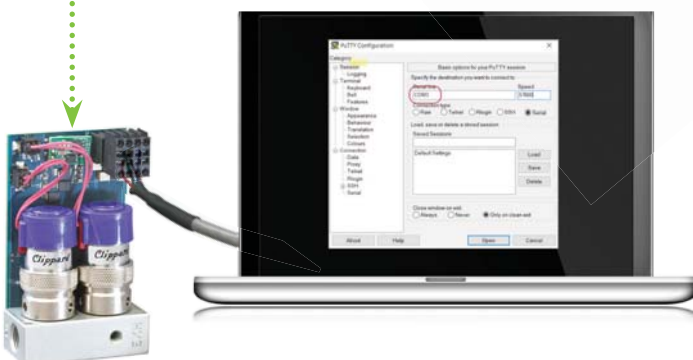 PuTTY Configuration
Category:
Session
Logging
Terminal
Keyboard
Bell
Features
Window
Appearance
Behaviour
Translation
Selection
Colours
Connection
Data
Proxy
Telnet
Rlogin
SSH
Serial
Basic options for your PuTTY session
Specify the destination you want to connect to
Serial line
Speed
57600
Connection type:
Raw
Telnet
Rlogin
SSH
Serial
Load, save or delete a stored session
Saved Sessions
Default Settings
Load
Save
Delete
Close window on exit:
Always
Never
Only on clean exit
About
Help
Open
Cancel
Clippard
Clippard